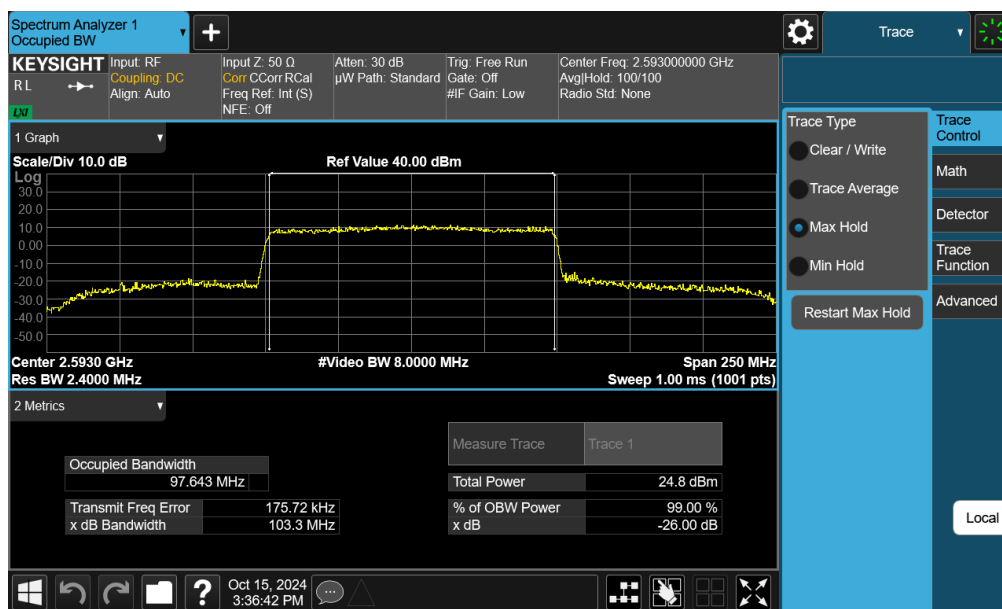 Spectrum Analyzer 1
Occupied BW
+
Trace
KEYSIGHT
R L
LXI
Input: RF
Coupling: DC
Align: Auto
Input Z: 50 Ω
Corr CCorr RCal
Freq Ref: Int (S)
NFE: Off
Atten: 30 dB
µW Path: Standard
Trig: Free Run
Gate: Off
#IF Gain: Low
Center Freq: 2.593000000 GHz
Avg|Hold: 100/100
Radio Std: None
1 Graph
Scale/Div 10.0 dB
Ref Value 40.00 dBm
Log
30.0
20.0
10.0
0.00
-10.0
-20.0
-30.0
-40.0
-50.0
Center 2.5930 GHz
#Video BW 8.0000 MHz
Span 250 MHz
Res BW 2.4000 MHz
Sweep 1.00 ms (1001 pts)
2 Metrics
Measure Trace
Trace 1
Occupied Bandwidth
97.643 MHz
Total Power
24.8 dBm
Transmit Freq Error
175.72 kHz
% of OBW Power
99.00 %
x dB Bandwidth
103.3 MHz
x dB
-26.00 dB
Trace Type
Clear / Write
Trace Average
Max Hold
Min Hold
Restart Max Hold
Trace
Control
Math
Detector
Trace
Function
Advanced
Local
?
Oct 15, 2024
3:36:42 PM